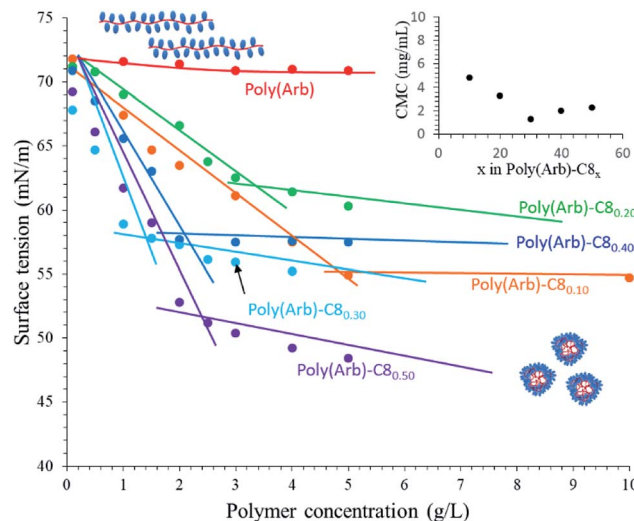 75
70
65
60
55
50
45
40
0
1
2
3
4
5
6
7
8
9
10
Surface tension (mN/m)
Polymer concentration (g/L)
Poly(Arb)
Poly(Arb)-C8₀.₂₀
Poly(Arb)-C8₀.₄₀
Poly(Arb)-C8₀.₁₀
Poly(Arb)-C8₀.₃₀
Poly(Arb)-C8₀.₅₀
CMC (mg/mL)
10
8
6
4
2
0
0
20
40
60
x in Poly(Arb)-C8ₓ